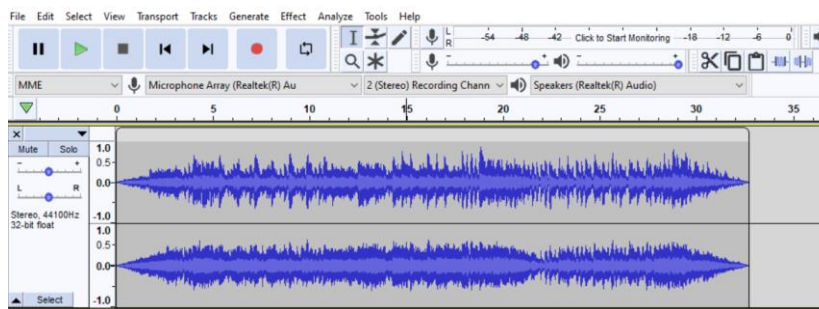 File Edit Select View Transport Tracks Generate Effect Analyze Tools Help
L
R
-54 -48 -42 Click to Start Monitoring -18 -12 -6 0
- +
- +
MME
Microphone Array (Realtek(R) Au
2 (Stereo) Recording Chann
Speakers (Realtek(R) Audio)
0 5 10 15 20 25 30 35
X
Mute Solo
- +
L R
Stereo, 44100Hz
32-bit float
Select
1.0
0.5-
0.0-
-1.0
1.0
0.5-
0.0-
-1.0